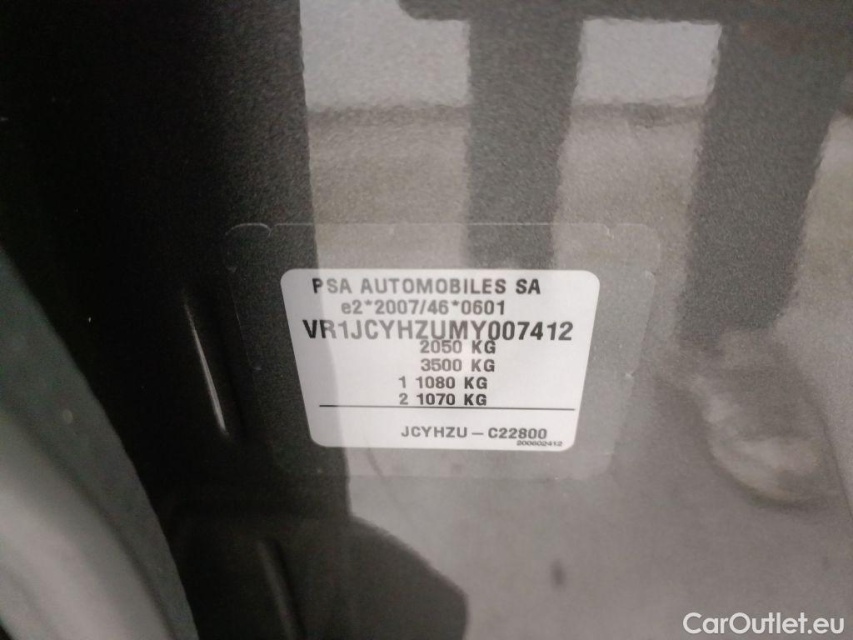 PSA AUTOMOBILES SA
e2*2007/46*0601
VR1JCYHZUMY007412
2050 KG
3500 KG
1 1080 KG
2 1070 KG
JCYHZU - C22800
200602412
CarOutlet.eu